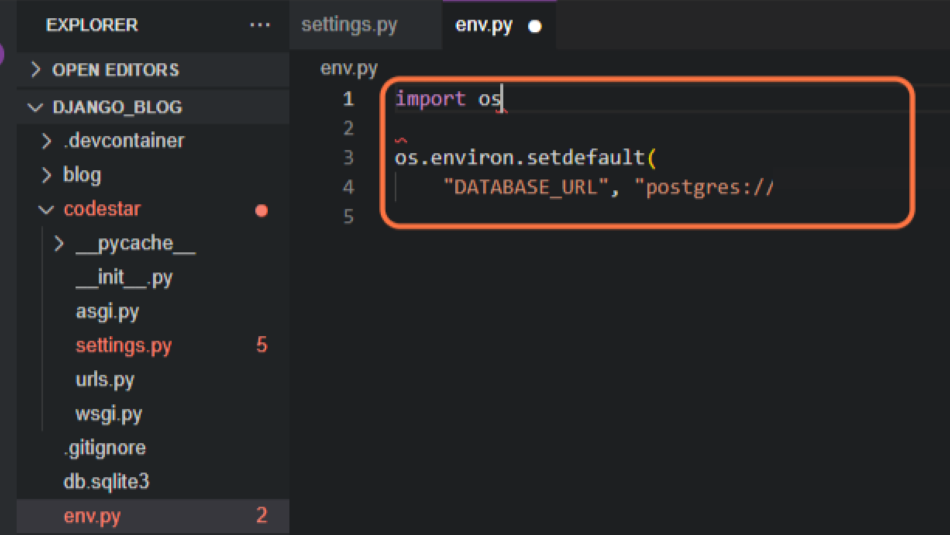 EXPLORER ...
settings.py
env.py
OPEN EDITORS
DJANGO_BLOG
.devcontainer
blog
codestar
__pycache__
__init__.py
asgi.py
settings.py 5
urls.py
wsgi.py
.gitignore
db.sqlite3
env.py 2
env.py
1 import os
2
3 os.environ.setdefault(
4 "DATABASE_URL", "postgres://
5